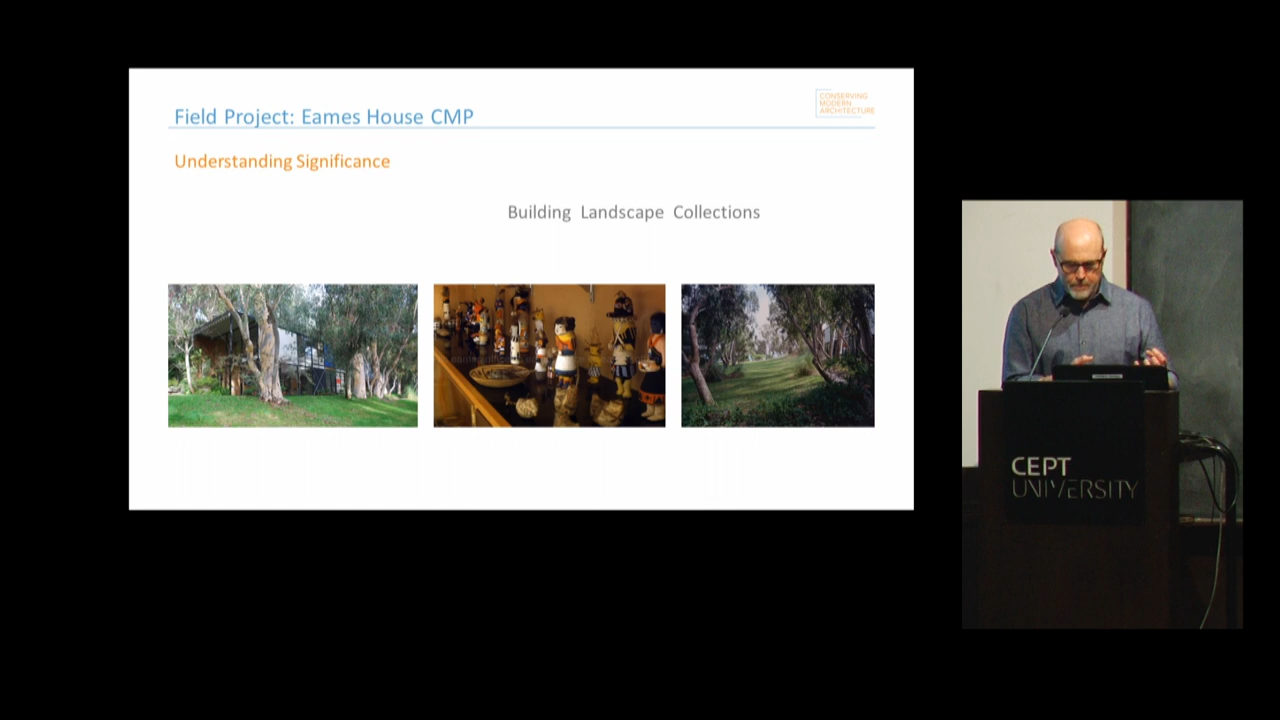 Field Project: Eames House CMP
CONSERVING
MODERN
ARCHITECTURE
Understanding Significance
Building Landscape Collections
CEPT
UNIVERSITY